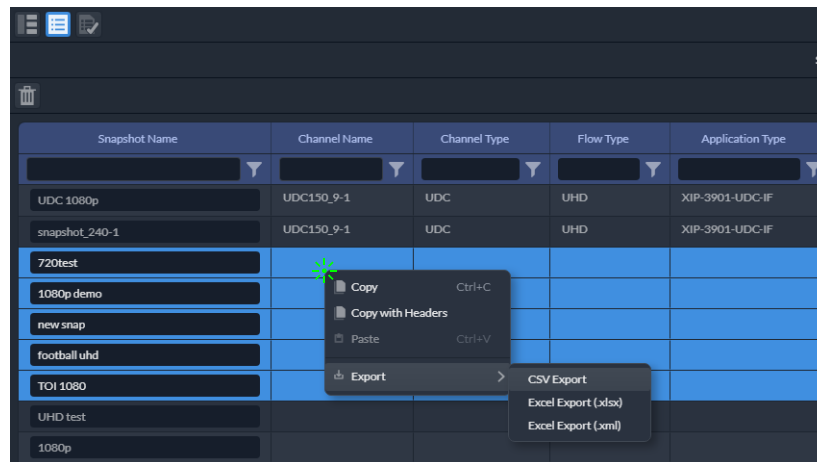 Snapshot Name Channel Name Channel Type Flow Type Application Type
UDC 1080p UDC150_9-1 UDC UHD XIP-3901-UDC-IF
snapshot_240-1 UDC150_9-1 UDC UHD XIP-3901-UDC-IF
720test
1080p demo
new snap
football uhd
TOI 1080
UHD test
1080p
Copy Ctrl+C
Copy with Headers
Paste Ctrl+V
Export
CSV Export
Excel Export (.xlsx)
Excel Export (.xml)